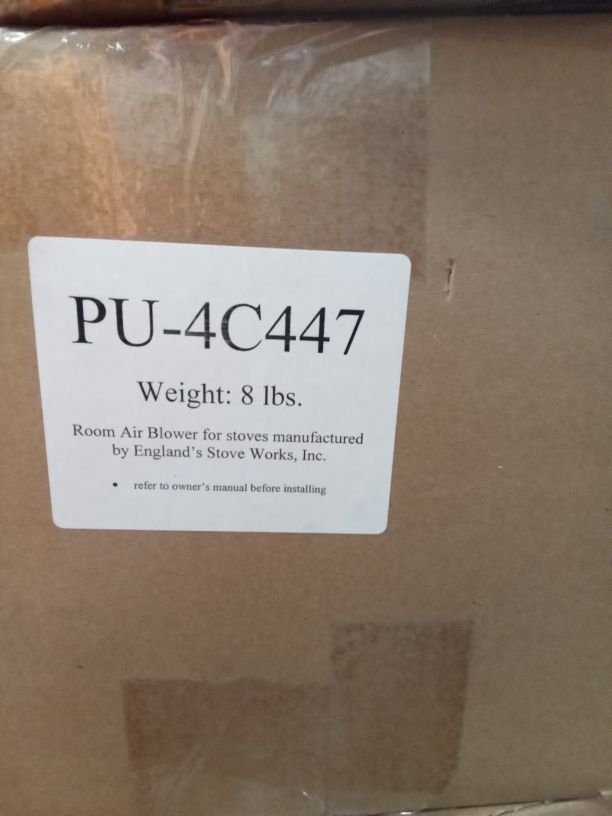 PU-4C447
Weight: 8 lbs.
Room Air Blower for stoves manufactured
by England's Stove Works, Inc.
• refer to owner's manual before installing